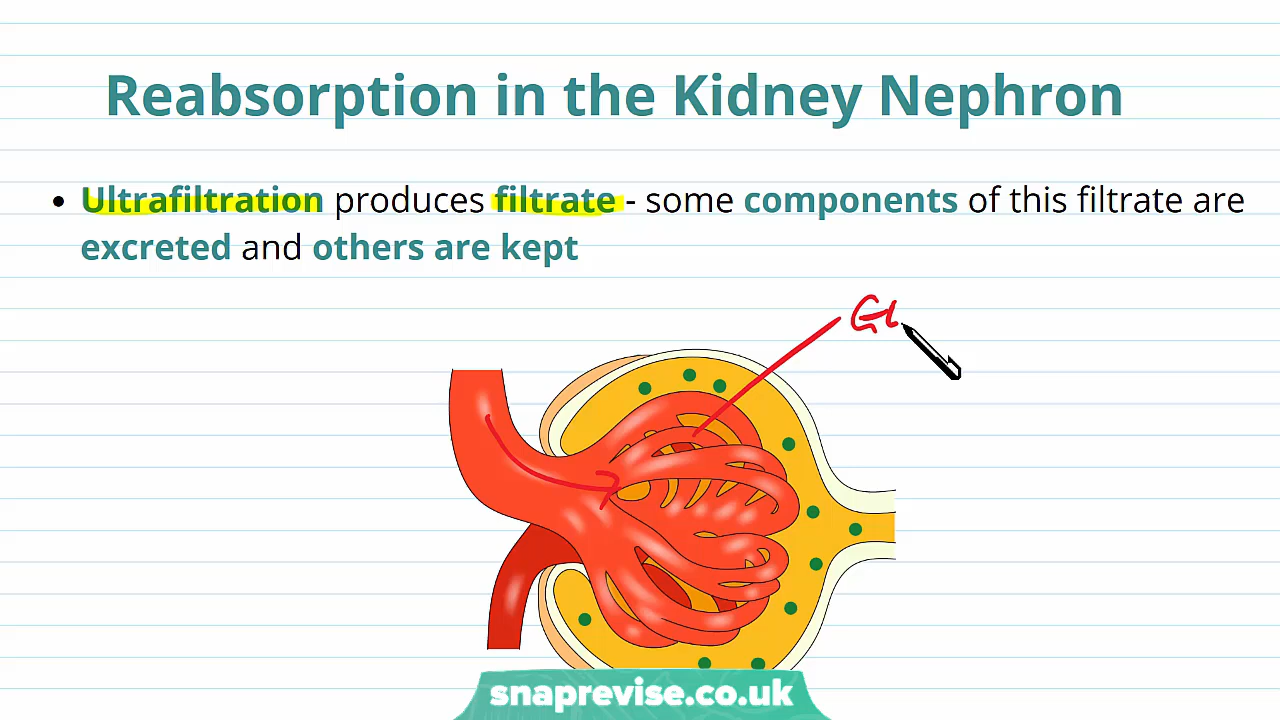 Reabsorption in the Kidney Nephron
• Ultrafiltration produces filtrate - some components of this filtrate are
excreted and others are kept
Gl
snaprevise.co.uk